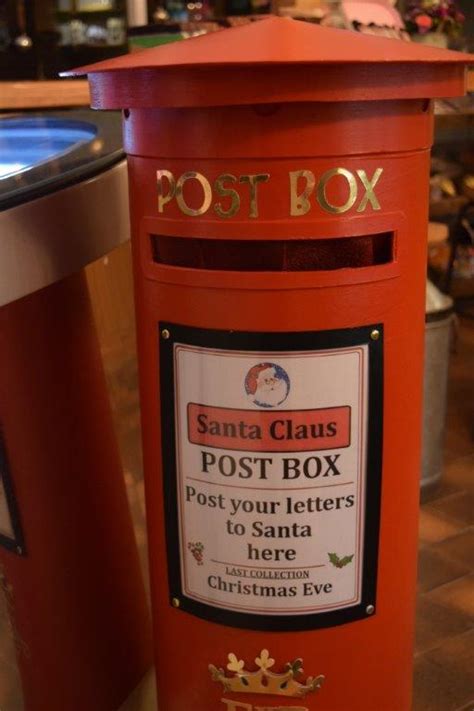 POST BOX
Santa Claus
POST BOX
Post your letters
to Santa
here
LAST COLLECTION
Christmas Eve